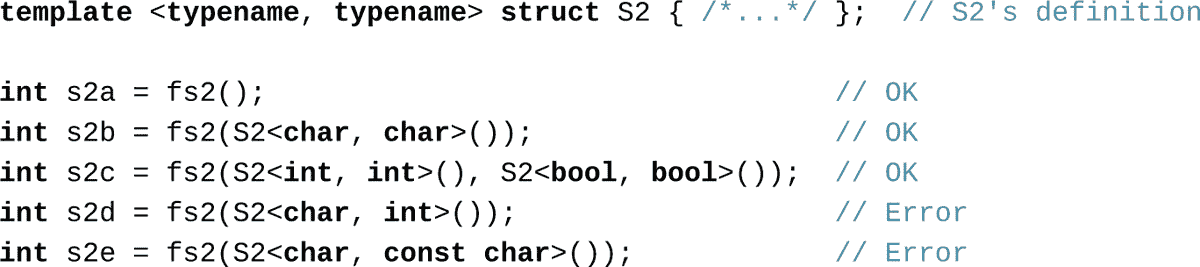 template <typename, typename> struct S2 { /*...*/ };  // S2's definition
int s2a = fs2();                                  // OK
int s2b = fs2(S2<char, char>());                  // OK
int s2c = fs2(S2<int, int>(), S2<bool, bool>());  // OK
int s2d = fs2(S2<char, int>());                   // Error
int s2e = fs2(S2<char, const char>());            // Error